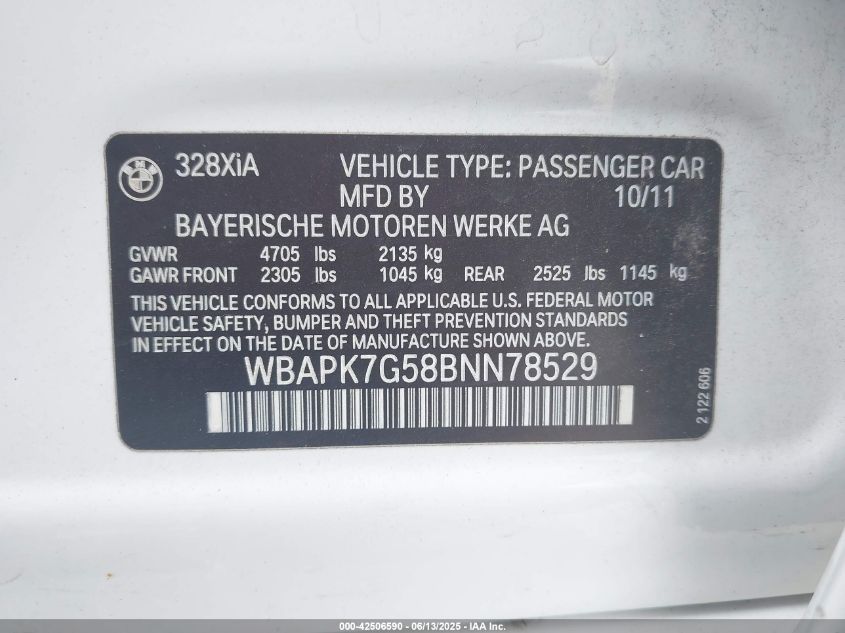 BMW
328XiA VEHICLE TYPE: PASSENGER CAR
MFD BY 10/11
BAYERISCHE MOTOREN WERKE AG
GVWR 4705 lbs 2135 kg
GAWR FRONT 2305 lbs 1045 kg REAR 2525 lbs 1145 kg
THIS VEHICLE CONFORMS TO ALL APPLICABLE U.S. FEDERAL MOTOR
VEHICLE SAFETY, BUMPER AND THEFT PREVENTION STANDARDS
IN EFFECT ON THE DATE OF MANUFACTURE SHOWN ABOVE.
WBAPK7G58BNN78529
2 122 606
000-42506590 - 06/13/2025 - IAA Inc.